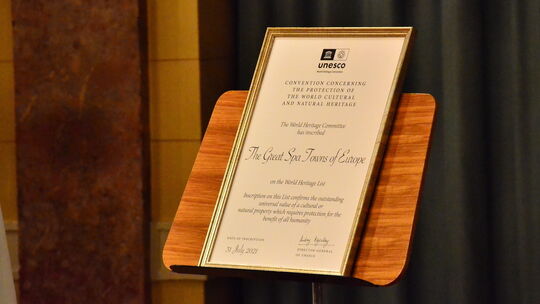 unesco
CONVENTION CONCERNING
THE PROTECTION OF
THE WORLD CULTURAL
AND NATURAL HERITAGE
The World Heritage Committee
has inscribed
The Great Spa Towns of Europe
on the World Heritage List
Inscription on this List confirms the outstanding
universal value of a cultural or
natural property which requires protection for the
benefit of all humanity
DATE OF INSCRIPTION
31 July 2021
DIRECTOR-GENERAL
OF UNESCO